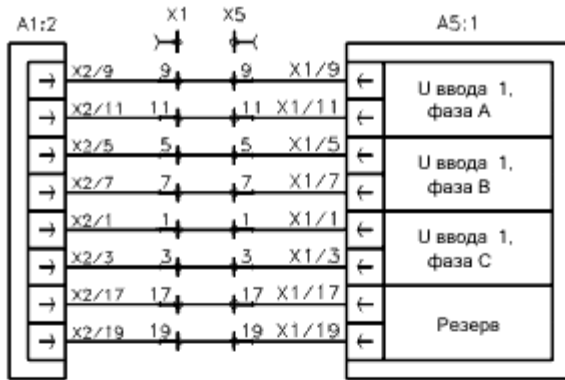 A1:2 X1 X5 A5:1
X2/9 9 9 X1/9
U ввода 1,
фаза A
X2/11 11 11 X1/11
X2/5 5 5 X1/5
U ввода 1,
фаза B
X2/7 7 7 X1/7
X2/1 1 1 X1/1
U ввода 1,
фаза C
X2/3 3 3 X1/3
X2/17 17 17 X1/17
Резерв
X2/19 19 19 X1/19